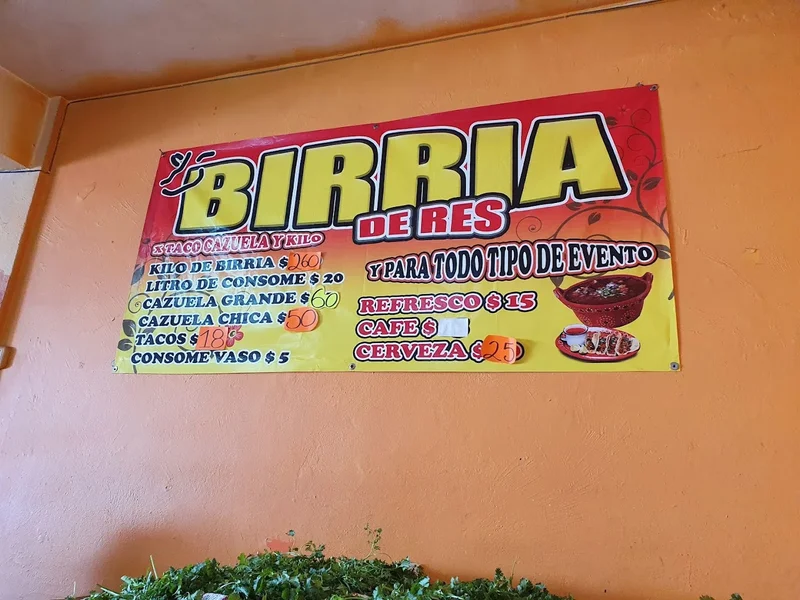 BIRRIA
DE RES
X TACO CAZUELA Y KILO
KILO DE BIRRIA $260
LITRO DE CONSOME $ 20
CAZUELA GRANDE $60
CAZUELA CHICA $50
TACOS $18
CONSOME VASO $ 5
Y PARA TODO TIPO DE EVENTO
REFRESCO $ 15
CAFE $
CERVEZA $25